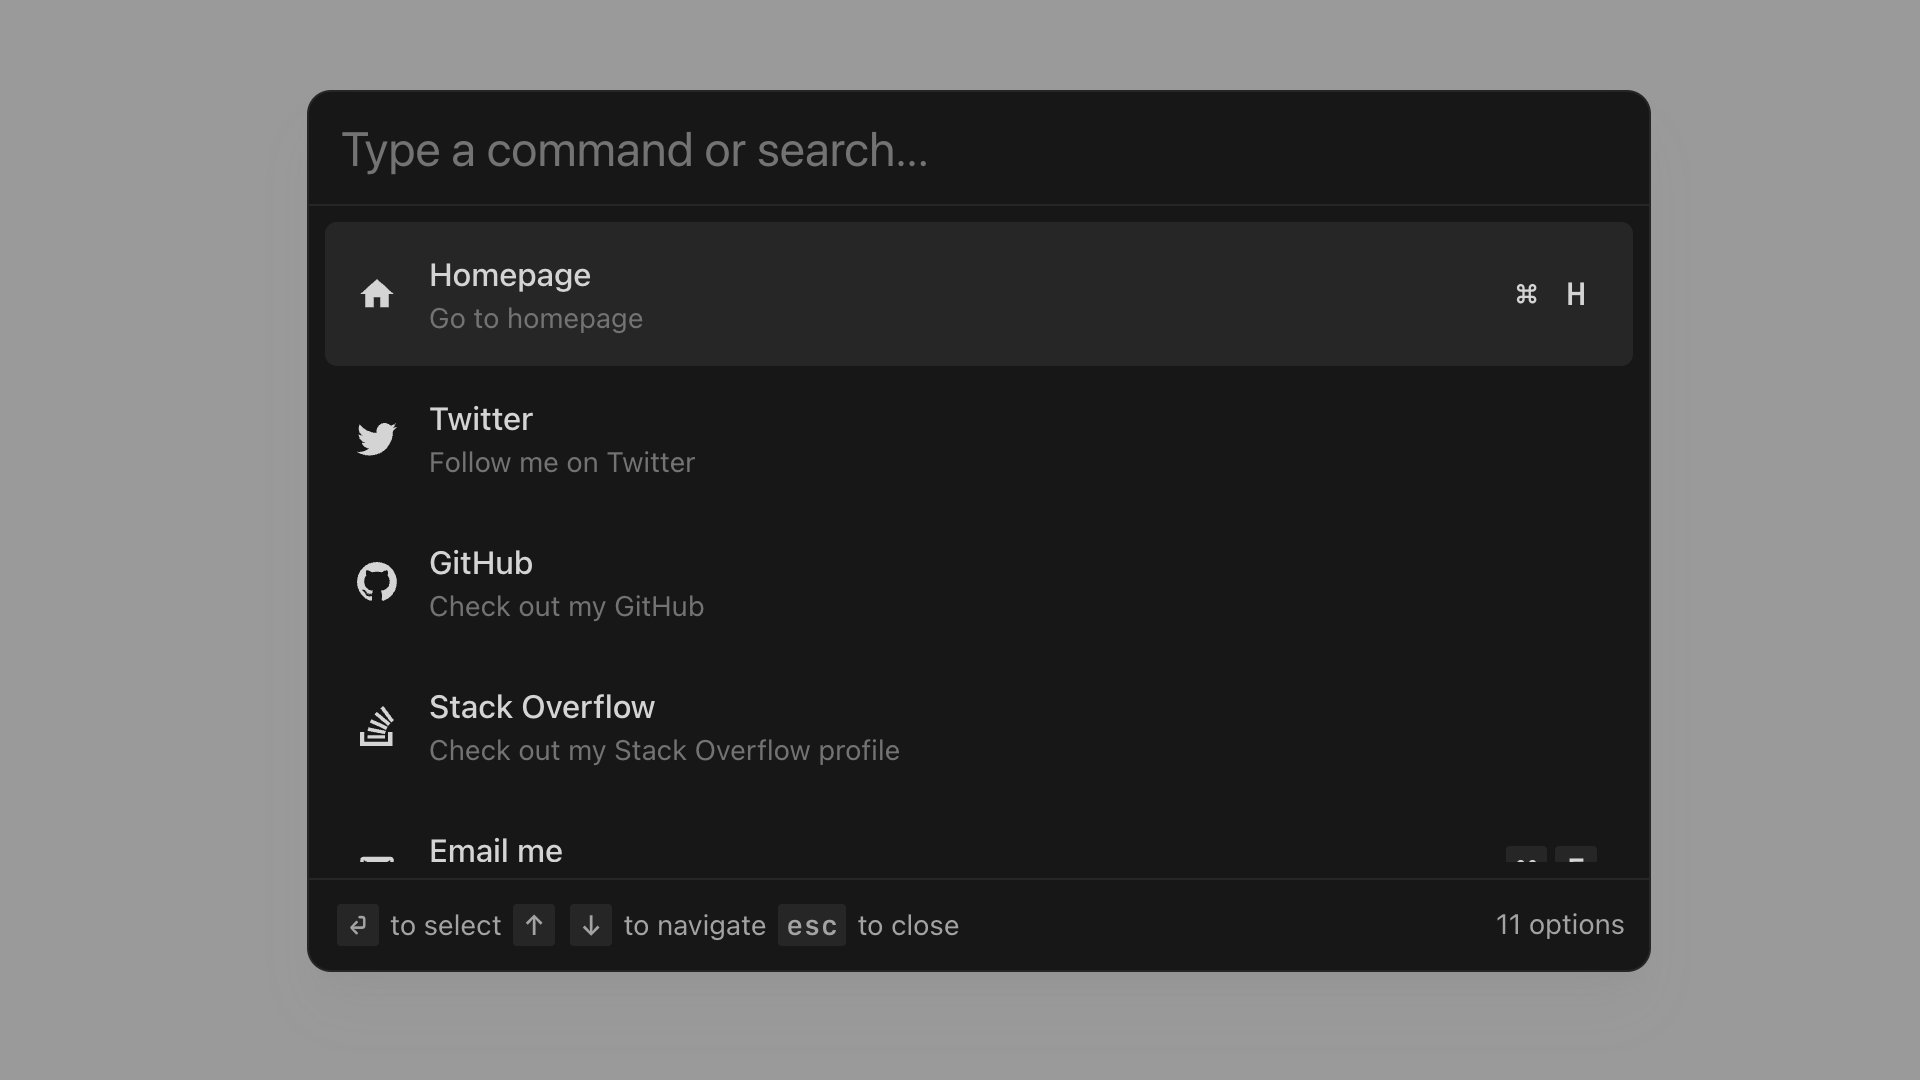 Type a command or search...
Homepage
Go to homepage
⌘ H
Twitter
Follow me on Twitter
GitHub
Check out my GitHub
Stack Overflow
Check out my Stack Overflow profile
Email me
to select ↑ ↓ to navigate esc to close
11 options